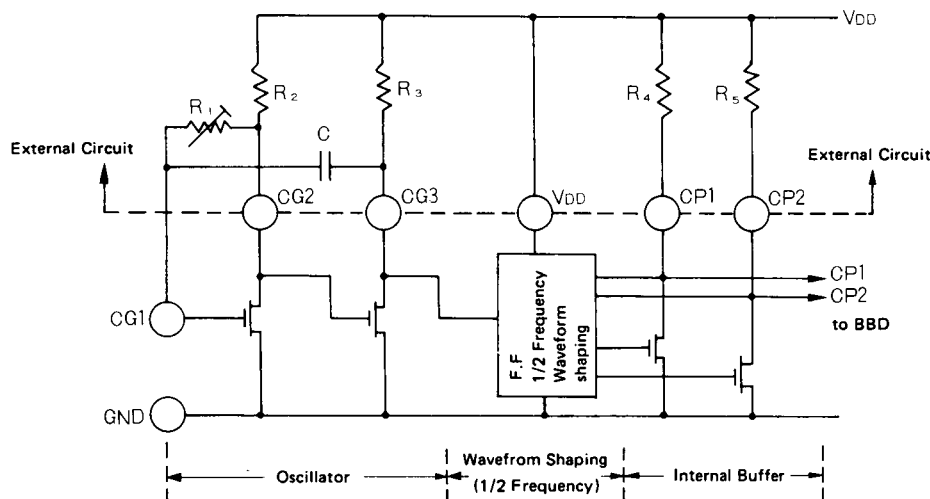 VDD
R2
R3
R4
R5
R1
C
External Circuit
External Circuit
CG2
CG3
VDD
CP1
CP2
CG1
F.F
1/2 Frequency
Waveform
shaping
CP1
CP2
to BBD
GND
Oscillator
Wavefrom Shaping
(1/2 Frequency)
Internal Buffer